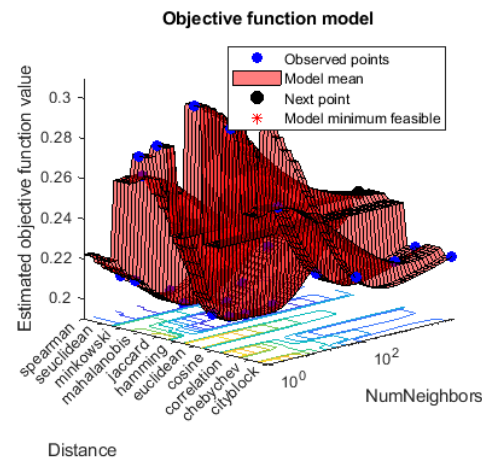 Objective function model
Observed points
Model mean
Next point
Model minimum feasible
Estimated objective function value
0.3
0.28
0.26
0.24
0.22
0.2
spearman
seuclidean
minkowski
mahalanobis
jaccard
hamming
euclidean
cosine
correlation
chebychev
cityblock
10^0
10^2
NumNeighbors
Distance